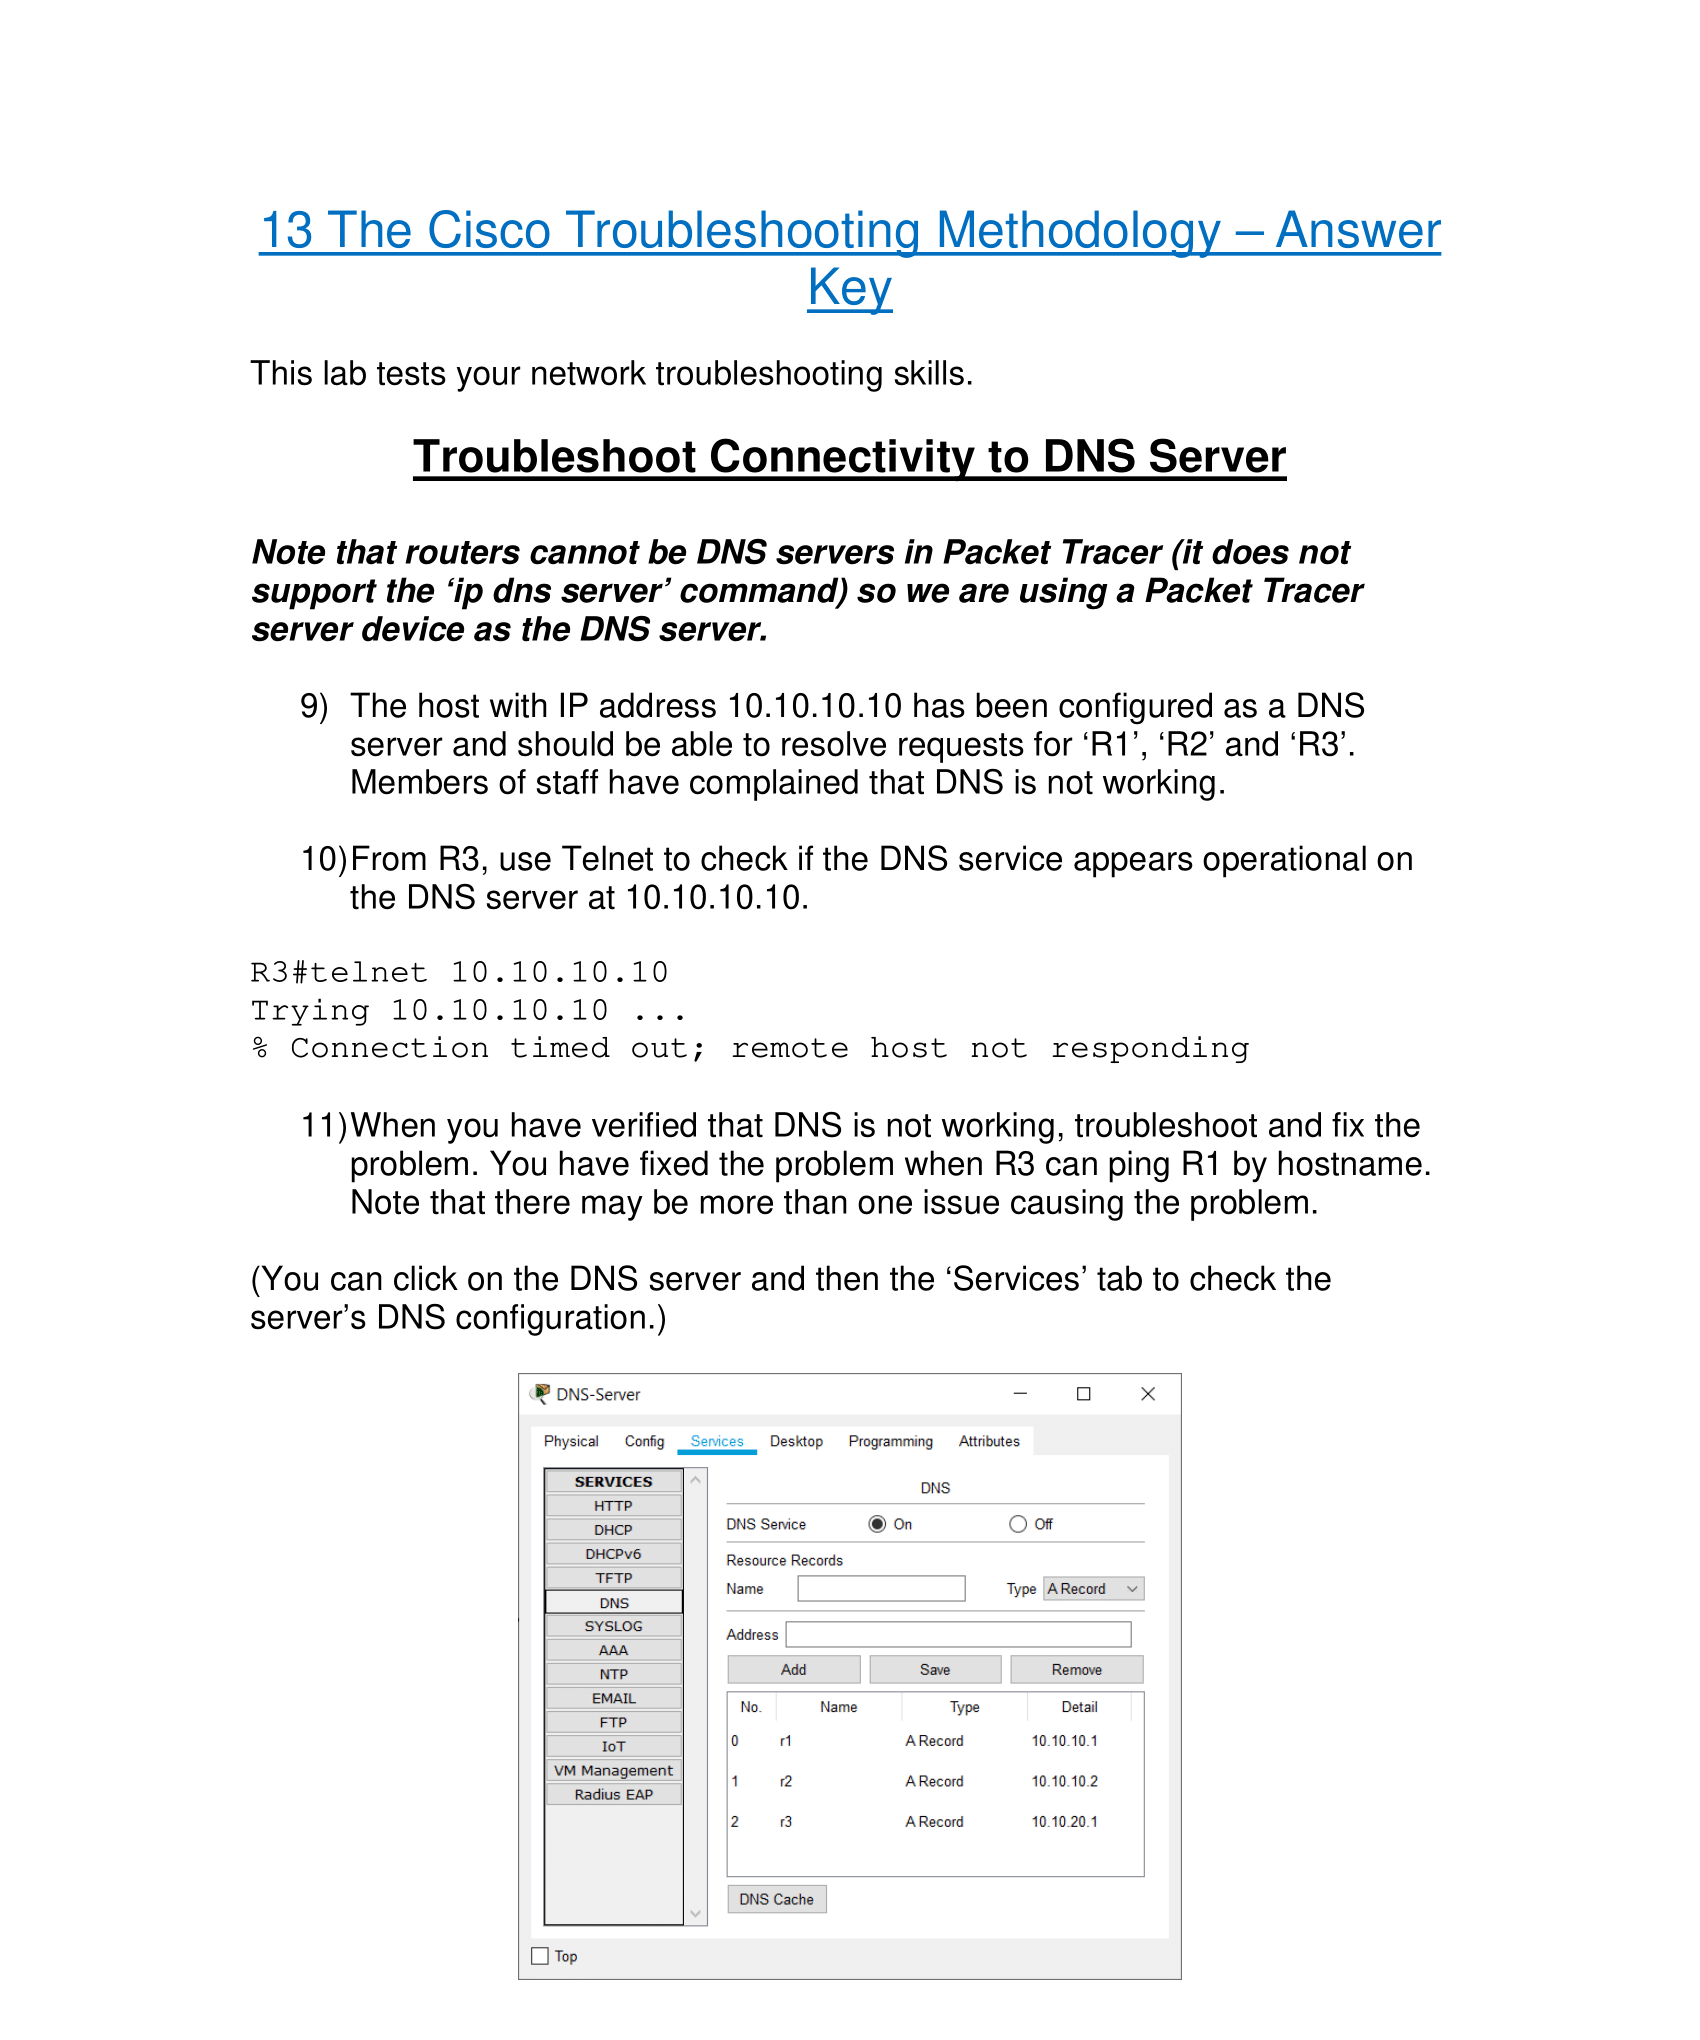 13 The Cisco Troubleshooting Methodology – Answer
Key
This lab tests your network troubleshooting skills.
Troubleshoot Connectivity to DNS Server
Note that routers cannot be DNS servers in Packet Tracer (it does not
support the ‘ip dns server’ command) so we are using a Packet Tracer
server device as the DNS server.
9) The host with IP address 10.10.10.10 has been configured as a DNS
server and should be able to resolve requests for ‘R1’, ‘R2’ and ‘R3’.
Members of staff have complained that DNS is not working.
10)From R3, use Telnet to check if the DNS service appears operational on
the DNS server at 10.10.10.10.
R3#telnet 10.10.10.10
Trying 10.10.10.10 ...
% Connection timed out; remote host not responding
11)When you have verified that DNS is not working, troubleshoot and fix the
problem. You have fixed the problem when R3 can ping R1 by hostname.
Note that there may be more than one issue causing the problem.
(You can click on the DNS server and then the ‘Services’ tab to check the
server’s DNS configuration.)
DNS-Server
Physical Config Services Desktop Programming Attributes
SERVICES
HTTP
DHCP
DHCPv6
TFTP
DNS
SYSLOG
AAA
NTP
EMAIL
FTP
IoT
VM Management
Radius EAP
DNS
DNS Service On Off
Resource Records
Name Type A Record
Address
Add Save Remove
No. Name Type Detail
0 r1 A Record 10.10.10.1
1 r2 A Record 10.10.10.2
2 r3 A Record 10.10.20.1
DNS Cache
Top